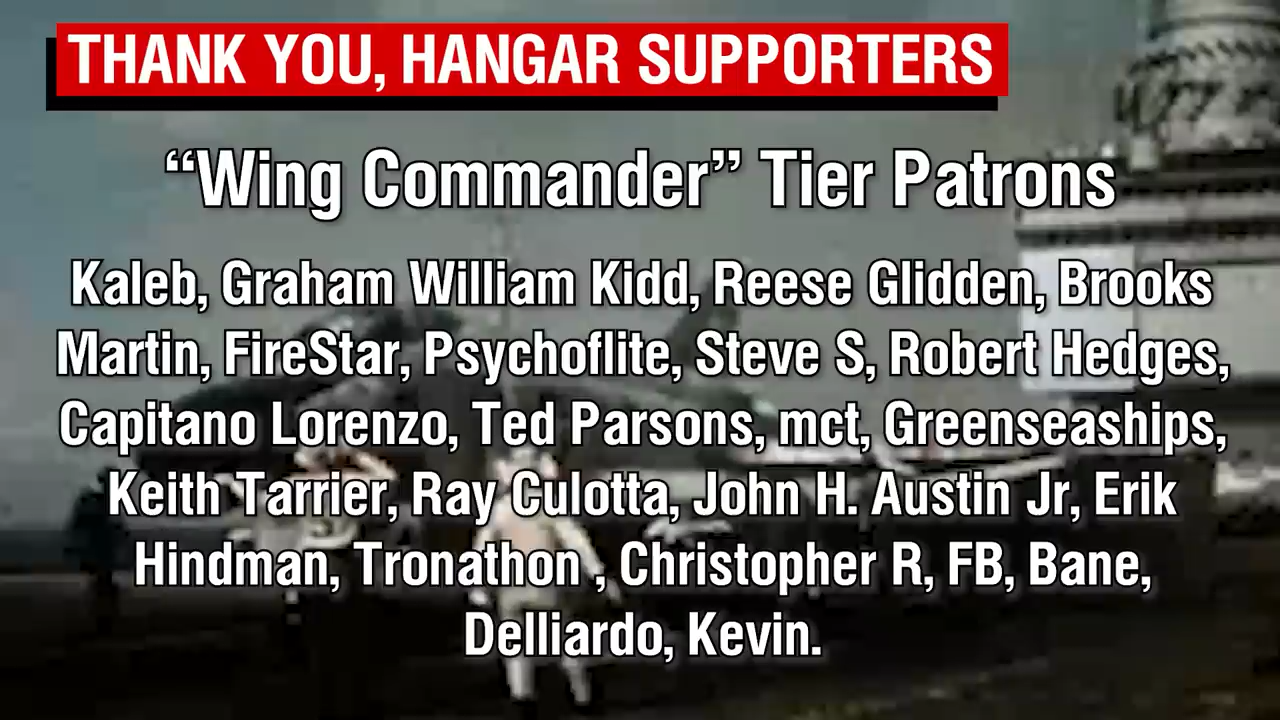 THANK YOU, HANGAR SUPPORTERS
“Wing Commander” Tier Patrons
Kaleb, Graham William Kidd, Reese Glidden, Brooks
Martin, FireStar, Psychoflite, Steve S, Robert Hedges,
Capitano Lorenzo, Ted Parsons, mct, Greenseaships,
Keith Tarrier, Ray Culotta, John H. Austin Jr, Erik
Hindman, Tronathon , Christopher R, FB, Bane,
Delliardo, Kevin.
77